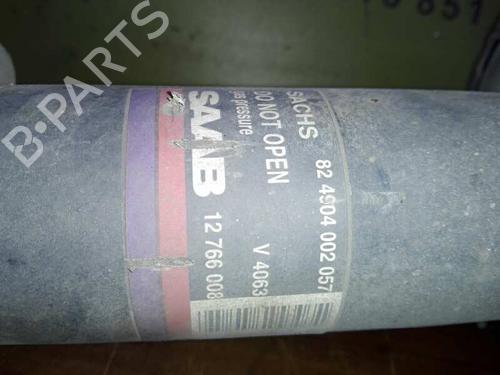 SACHS 82 4904 002 057
DO NOT OPEN V 4063
gas pressure
SAAB 12 766 008
B-PARTS